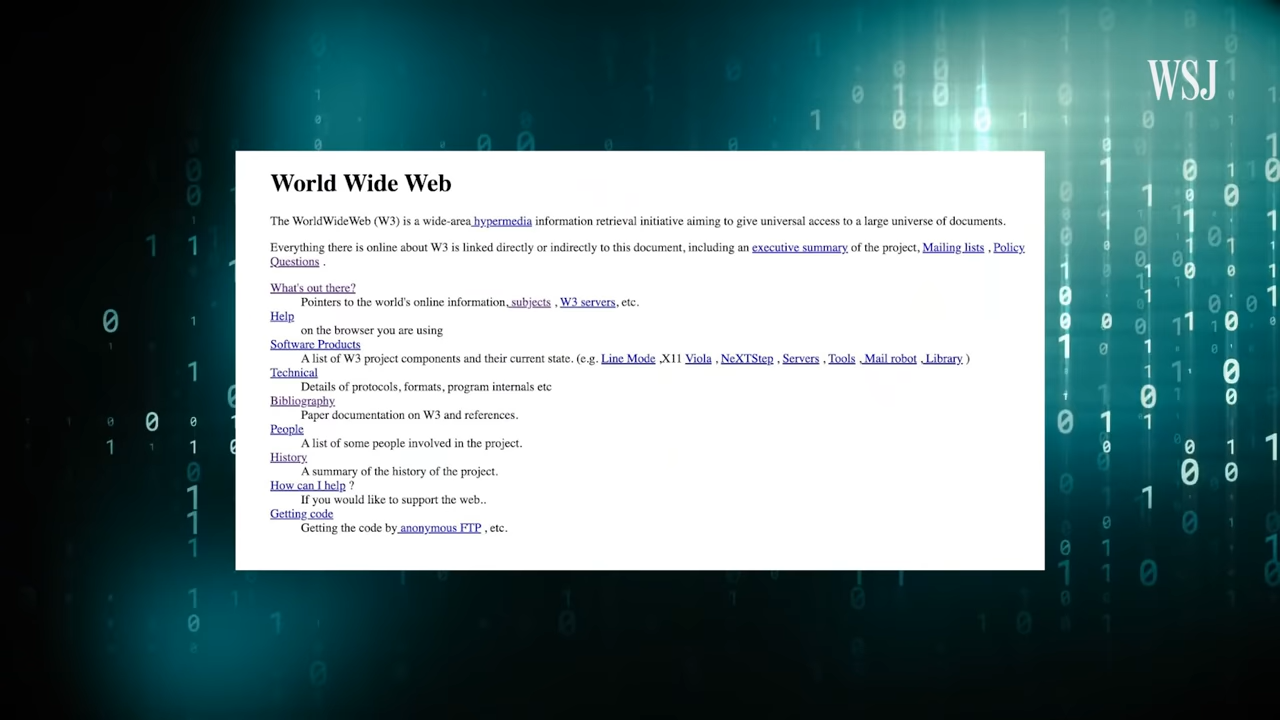 WSJ
World Wide Web
The WorldWideWeb (W3) is a wide-area hypermedia information retrieval initiative aiming to give universal access to a large universe of documents.
Everything there is online about W3 is linked directly or indirectly to this document, including an executive summary of the project, Mailing lists , Policy
Questions .
What's out there?
Pointers to the world's online information, subjects , W3 servers, etc.
Help
on the browser you are using
Software Products
A list of W3 project components and their current state. (e.g. Line Mode ,X11 Viola , NeXTStep , Servers , Tools , Mail robot , Library )
Technical
Details of protocols, formats, program internals etc
Bibliography
Paper documentation on W3 and references.
People
A list of some people involved in the project.
History
A summary of the history of the project.
How can I help ?
If you would like to support the web..
Getting code
Getting the code by anonymous FTP , etc.